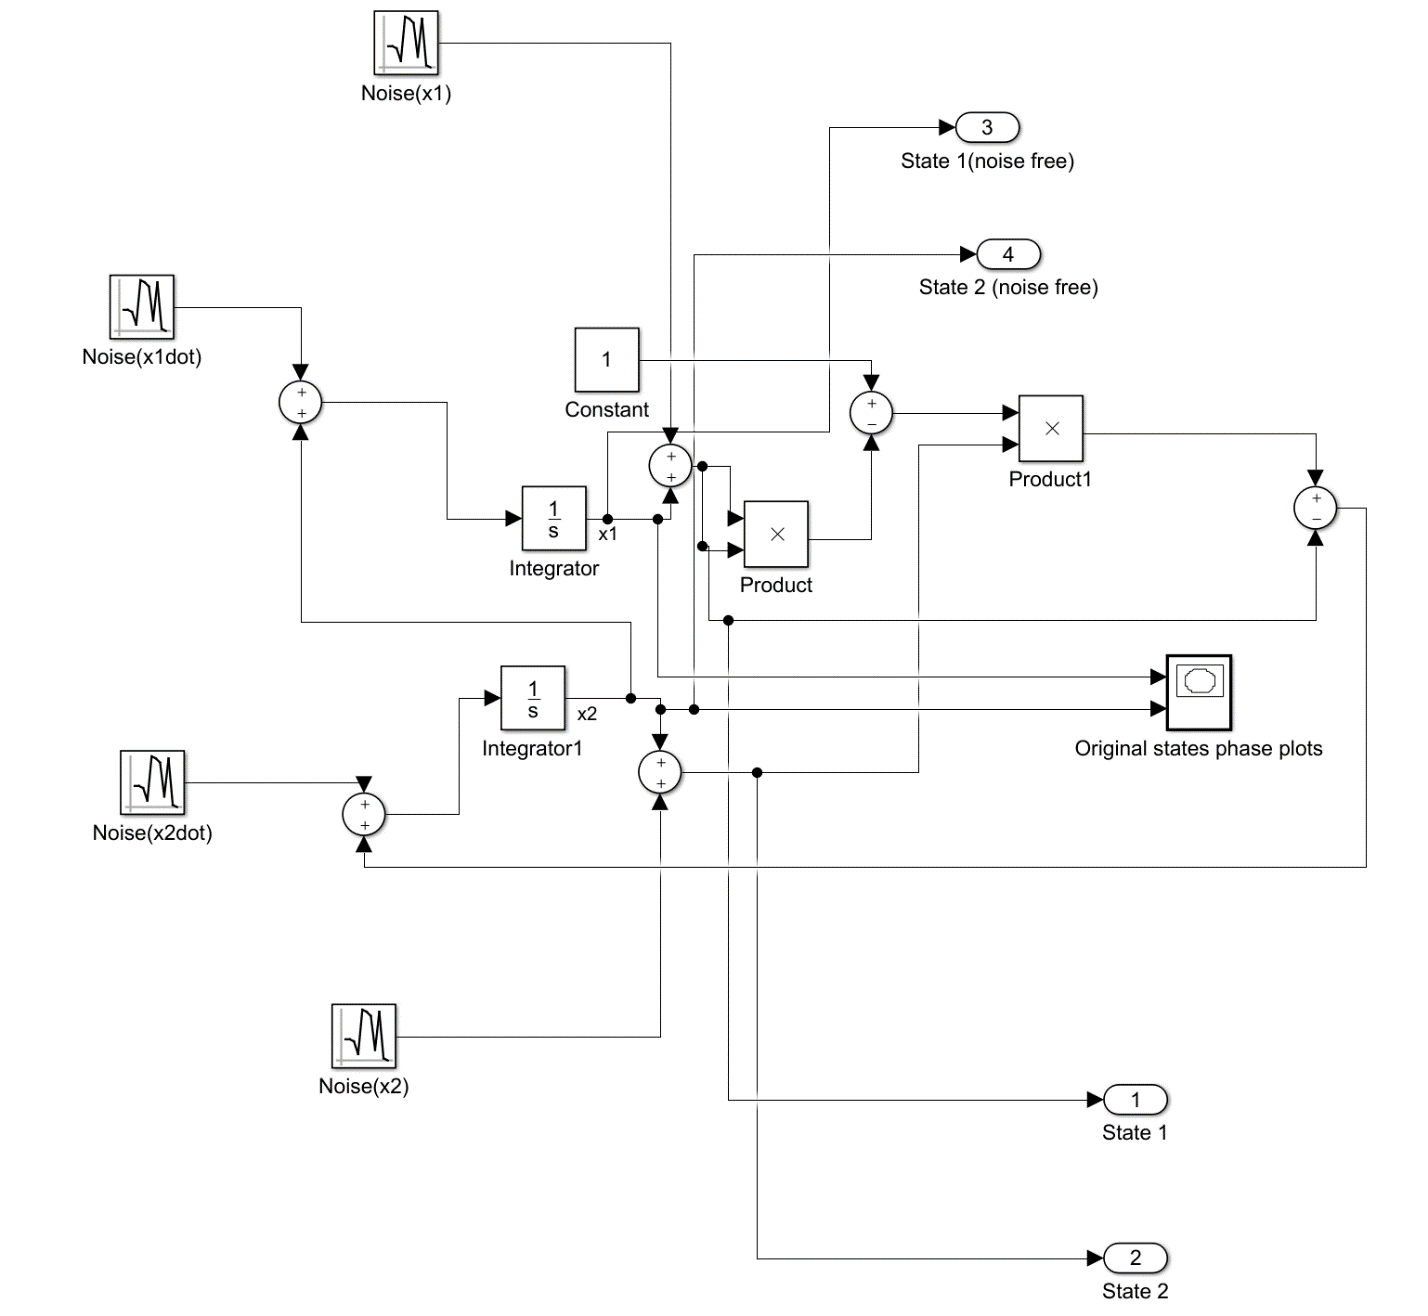 Noise(x1)
3
State 1(noise free)
4
State 2 (noise free)
Noise(x1dot)
1
Constant
+
+
+
−
×
Product1
+
+
+
−
1
s
x1
Integrator
×
Product
1
s
x2
Integrator1
Original states phase plots
+
+
Noise(x2dot)
+
+
Noise(x2)
1
State 1
2
State 2